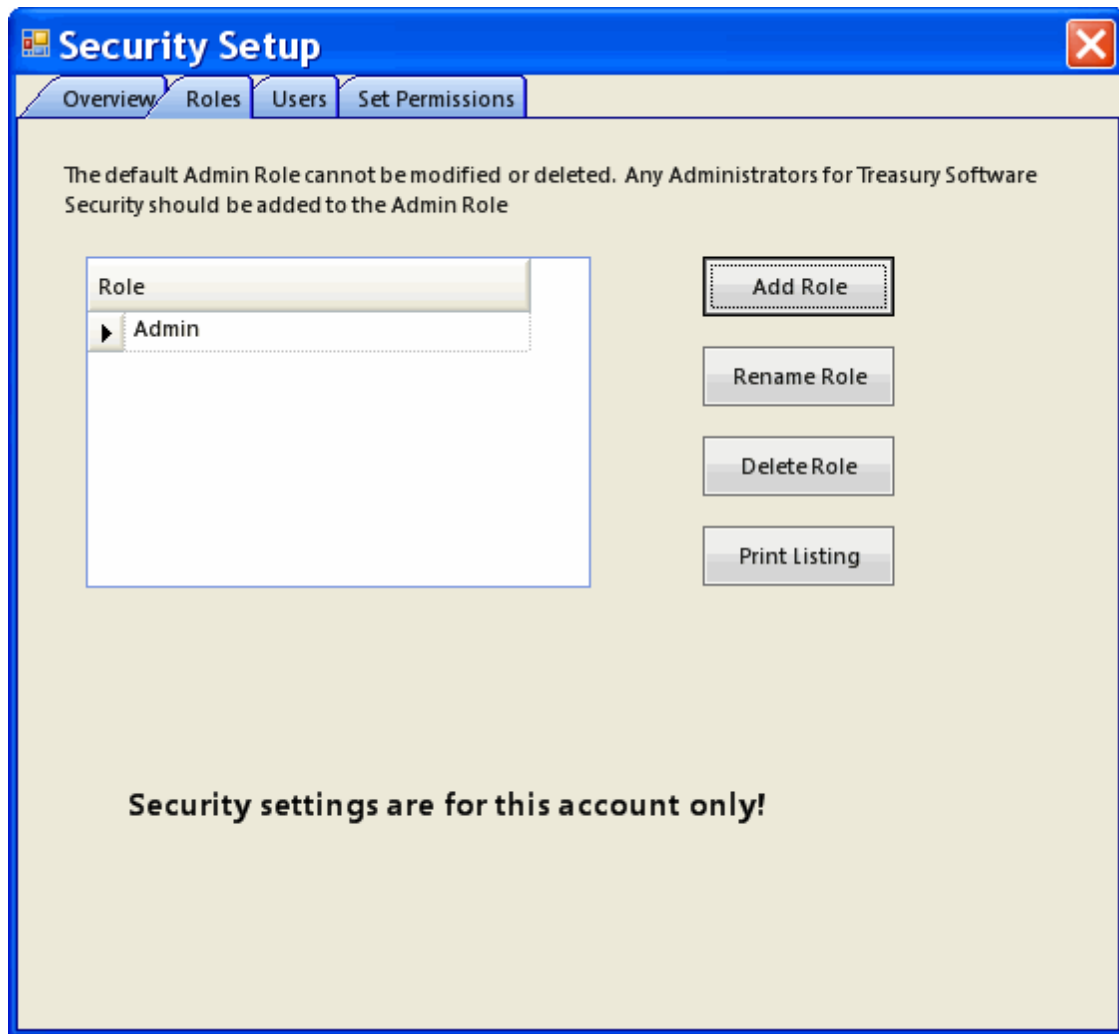 Security Setup
Overview Roles Users Set Permissions
The default Admin Role cannot be modified or deleted. Any Administrators for Treasury Software
Security should be added to the Admin Role
Role
Admin
Add Role
Rename Role
Delete Role
Print Listing
Security settings are for this account only!